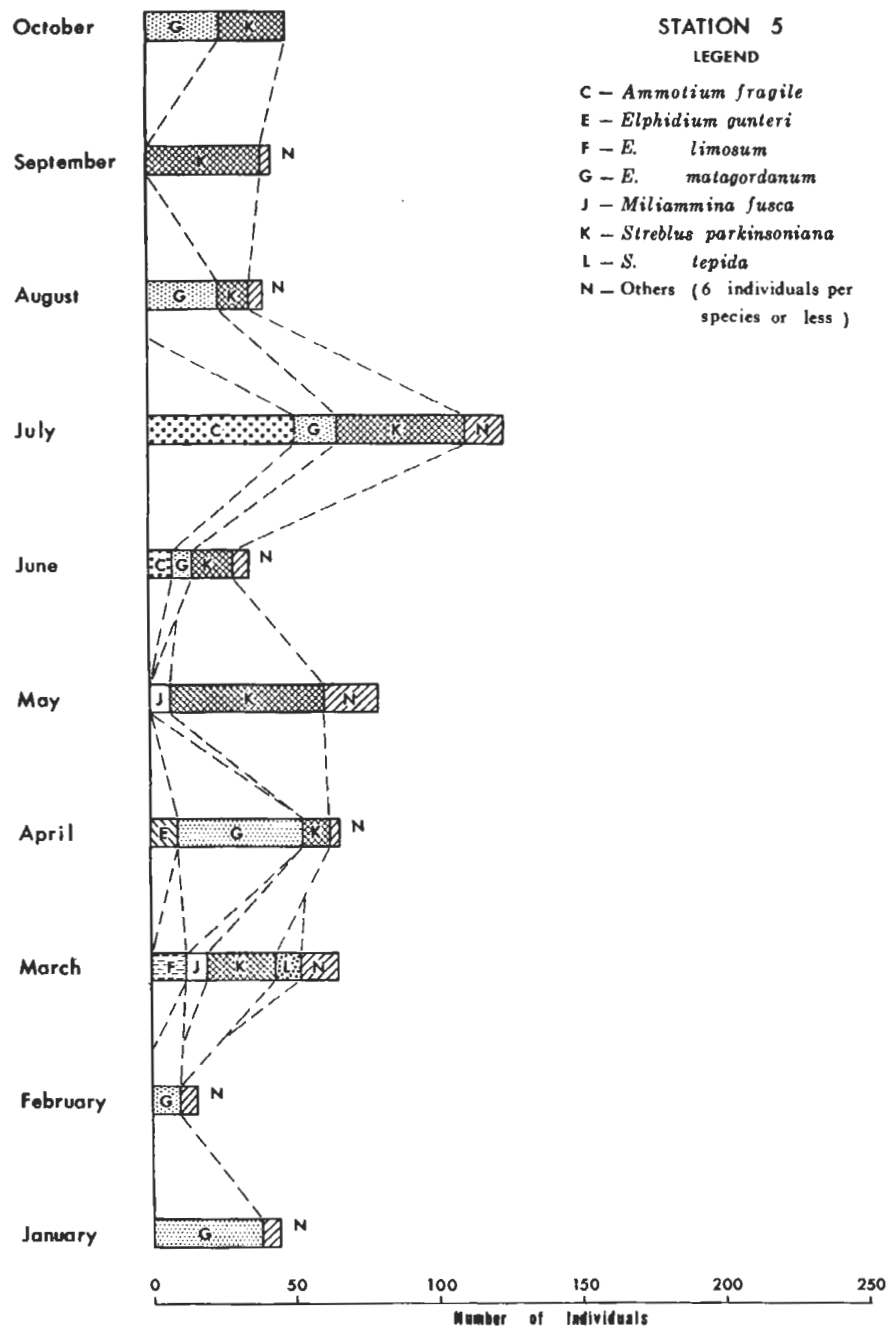 STATION 5
LEGEND
C – Ammotium fragile
E – Elphidium gunteri
F – E. limosum
G – E. matagordanum
J – Miliammina fusca
K – Streblus parkinsoniana
L – S. tepida
N – Others (6 individuals per
species or less)
October G K
September K N
August G K N
July C G K N
June C G K N
May J K N
April E G K N
March F J K L N
February G N
January G N
0 50 100 150 200 250
Number of Individuals